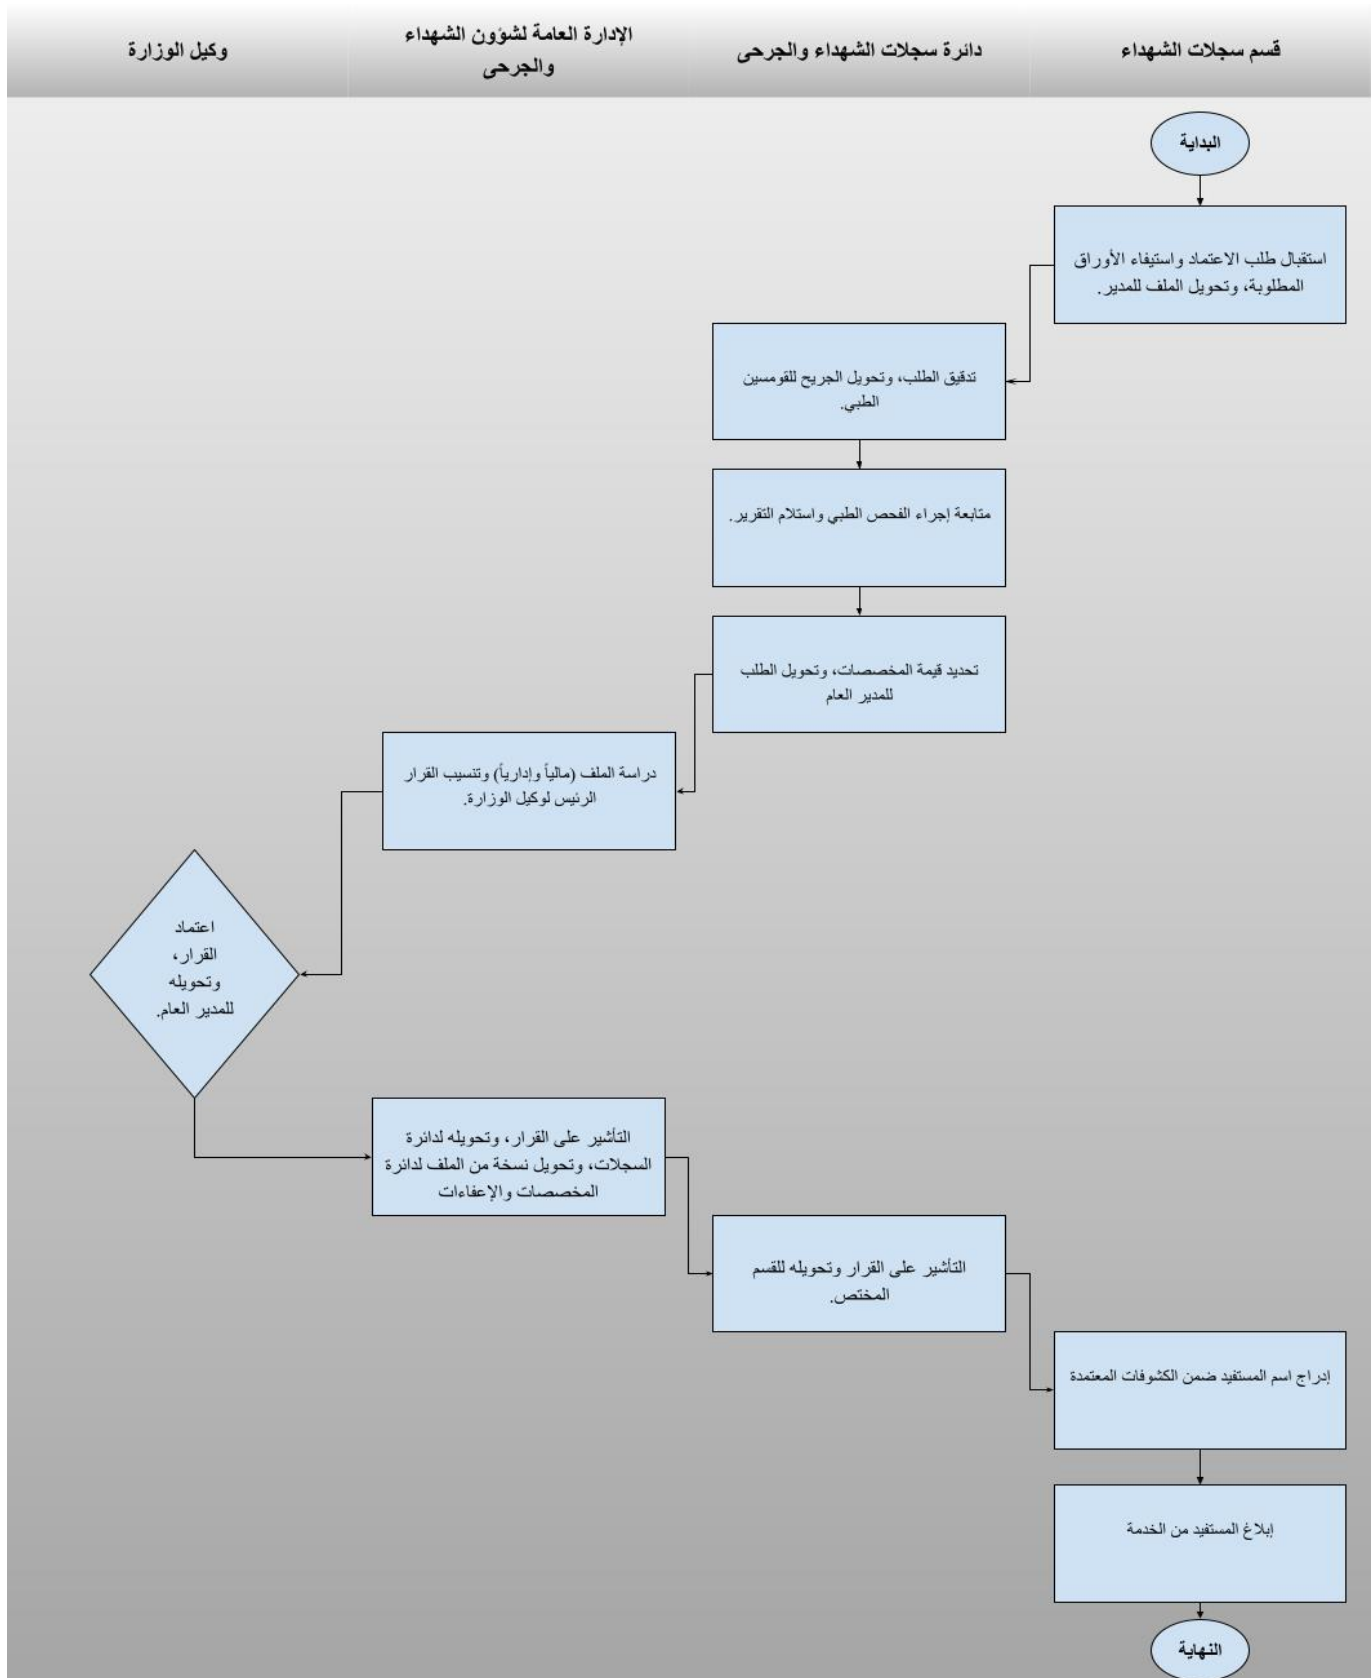 قسم سجلات الشهداء
دائرة سجلات الشهداء والجرحى
الإدارة العامة لشؤون الشهداء
والجرحى
وكيل الوزارة
البداية
استقبال طلب الاعتماد واستيفاء الأوراق
المطلوبة، وتحويل الملف للمدير.
تدقيق الطلب، وتحويل الجريح للقومسين
الطبي.
متابعة إجراء الفحص الطبي واستلام التقرير.
تحديد قيمة المخصصات، وتحويل الطلب
للمدير العام
دراسة الملف (مالياً وإدارياً) وتنسيب القرار
الرئيس لوكيل الوزارة.
اعتماد
القرار،
وتحويله
للمدير العام.
التأشير على القرار، وتحويله لدائرة
السجلات، وتحويل نسخة من الملف لدائرة
المخصصات والإعفاءات
التأشير على القرار وتحويله للقسم
المختص.
إدراج اسم المستفيد ضمن الكشوفات المعتمدة
إبلاغ المستفيد من الخدمة
النهاية